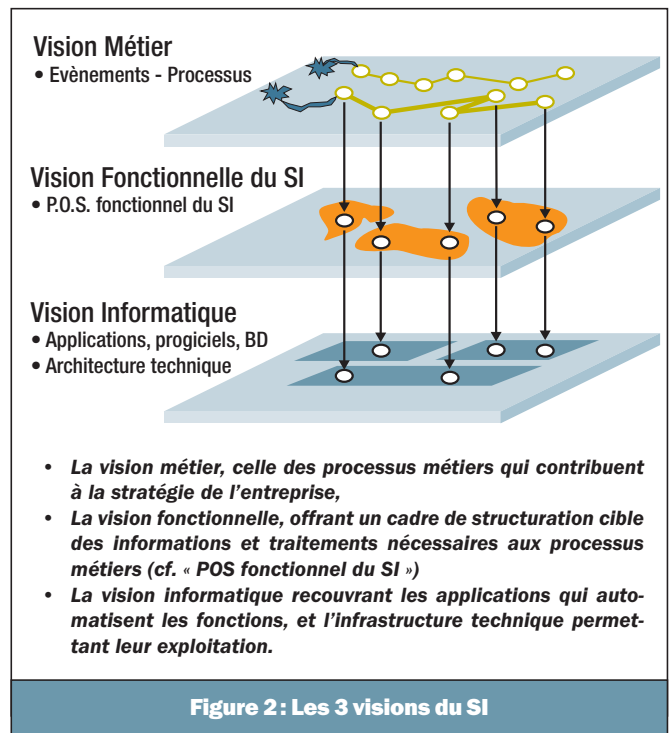 Vision Métier
• Evènements - Processus
Vision Fonctionnelle du SI
• P.O.S. fonctionnel du SI
Vision Informatique
• Applications, progiciels, BD
• Architecture technique
• La vision métier, celle des processus métiers qui contribuent
à la stratégie de l'entreprise,
• La vision fonctionnelle, offrant un cadre de structuration cible
des informations et traitements nécessaires aux processus
métiers (cf. « POS fonctionnel du SI »)
• La vision informatique recouvrant les applications qui auto-
matisent les fonctions, et l'infrastructure technique permet-
tant leur exploitation.
Figure 2 : Les 3 visions du SI